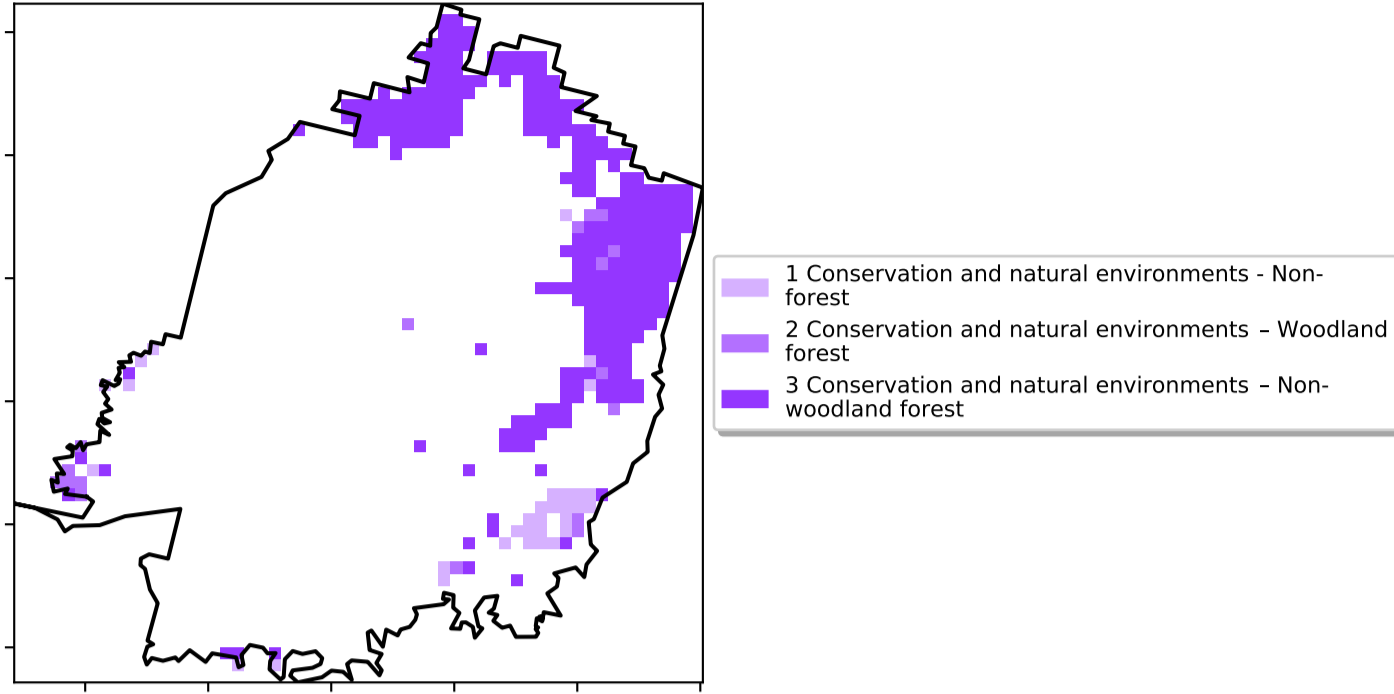 1 Conservation and natural environments - Non-
forest
2 Conservation and natural environments – Woodland
forest
3 Conservation and natural environments – Non-
woodland forest